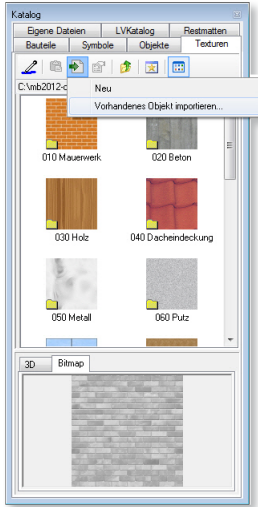 Katalog
Eigene Dateien LVKatalog Restmatten
Bauteile Symbole Objekte Texturen
C:\mb2012-c
Neu
Vorhandenes Objekt importieren...
010 Mauerwerk 020 Beton
030 Holz 040 Dacheindeckung
050 Metall 060 Putz
3D Bitmap